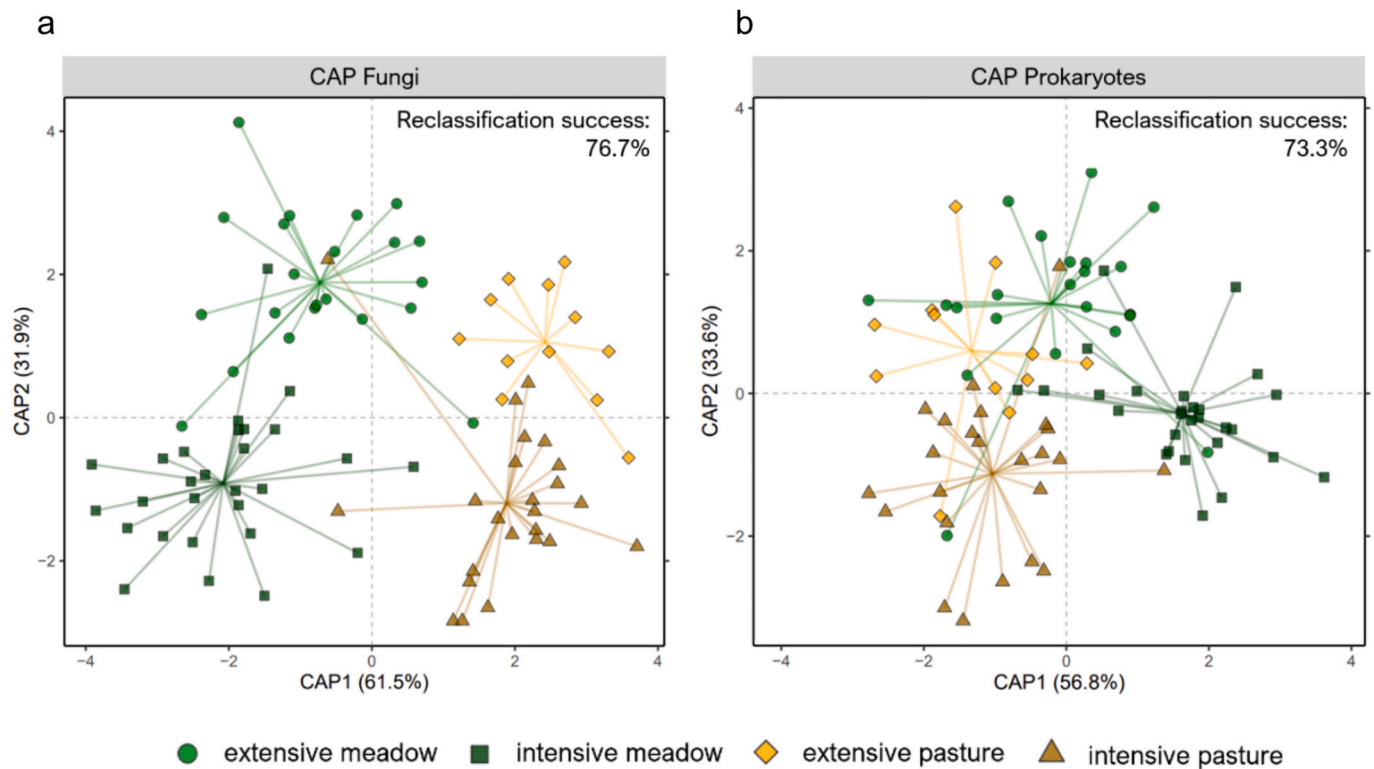 a
b
CAP Fungi
CAP Prokaryotes
Reclassification success:
76.7%
4
2
0
−2
CAP2 (31.9%)
−4
−2
0
2
4
CAP1 (61.5%)
Reclassification success:
73.3%
4
2
0
−2
CAP2 (33.6%)
−4
−2
0
2
4
CAP1 (56.8%)
extensive meadow
intensive meadow
extensive pasture
intensive pasture